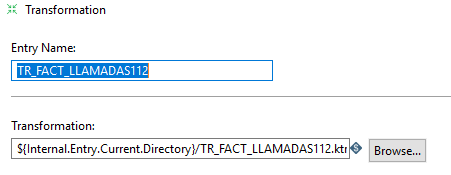 Transformation
Entry Name:
TR_FACT_LLAMADAS112
Transformation:
${Internal.Entry.Current.Directory}/TR_FACT_LLAMADAS112.ktr
Browse...